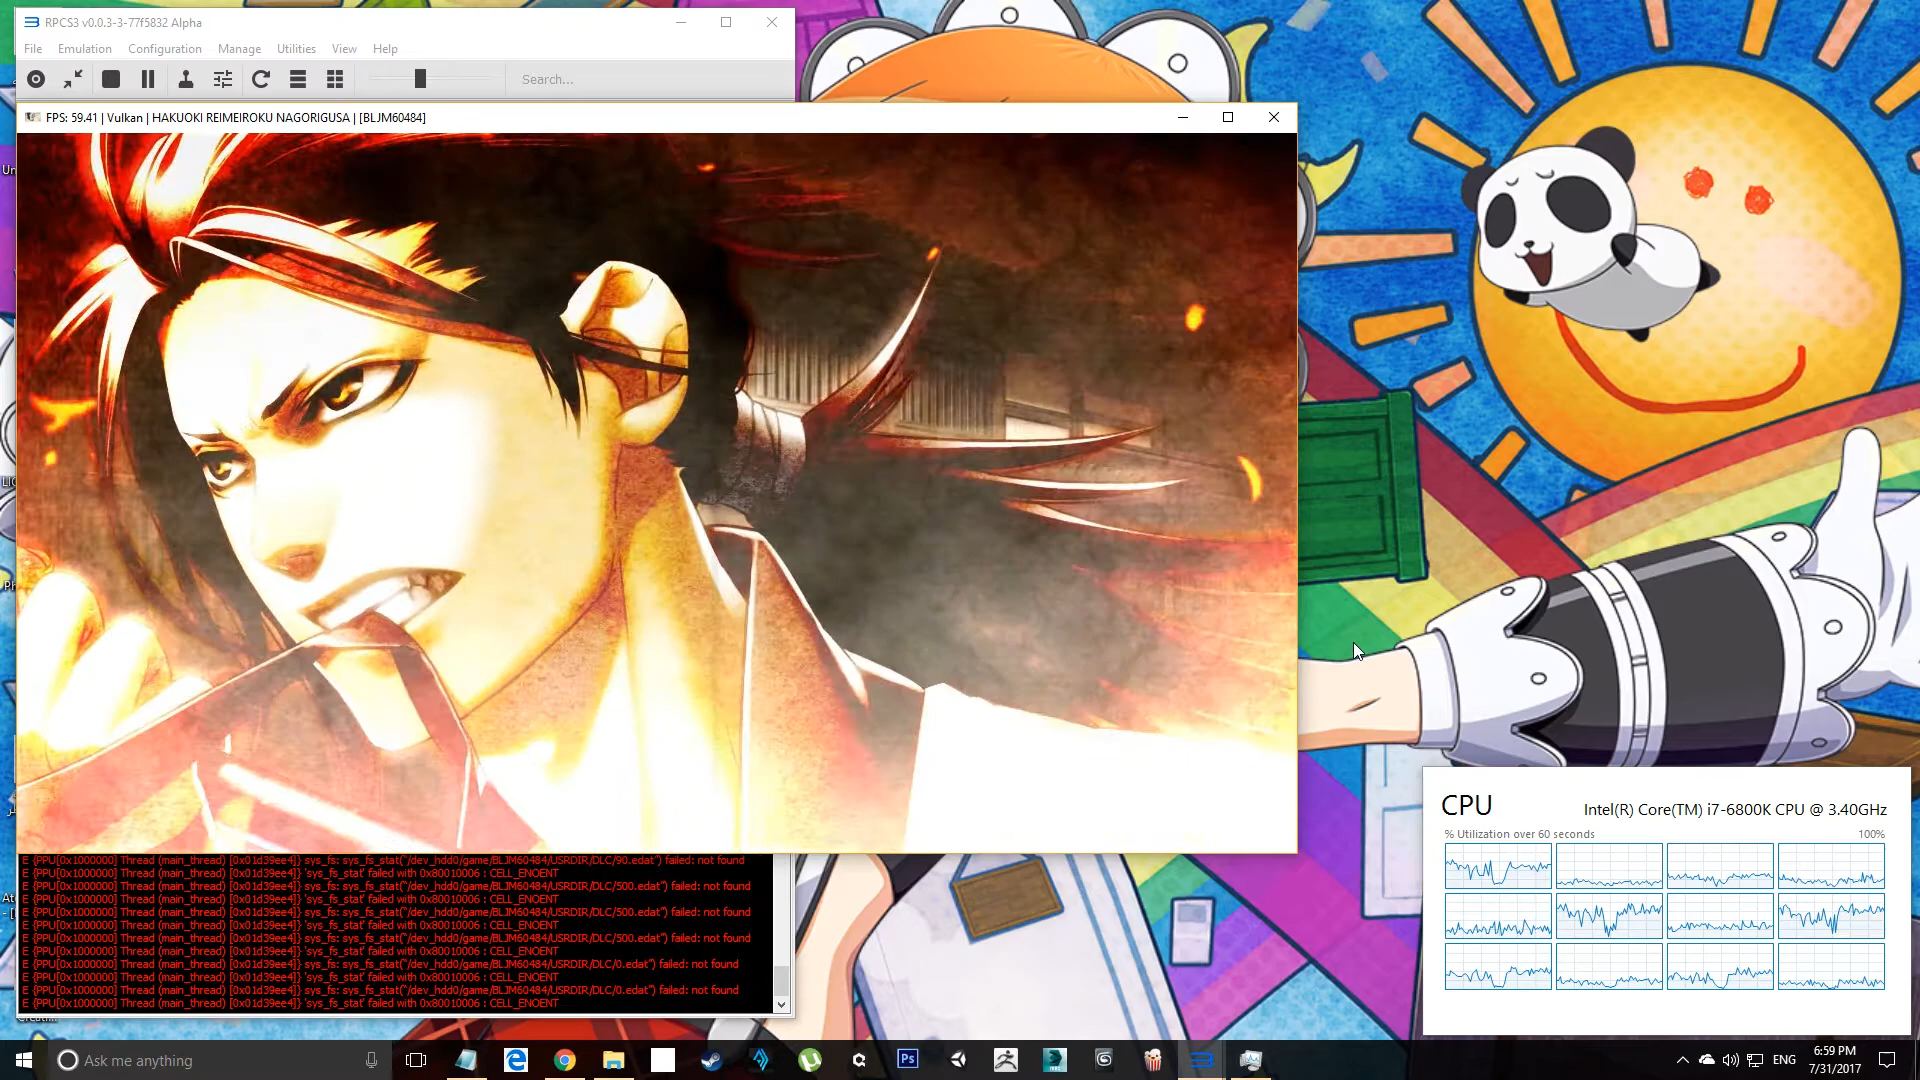 RPCS3 v0.0.3-3-77f5832 Alpha
File Emulation Configuration Manage Utilities View Help
Search...
FPS: 59.41 | Vulkan | HAKUOKI REIMEIROKU NAGORIGUSA | [BLJM60484]
E {PPU[0x1000000] Thread (main_thread) [0x01d39ee4]} sys_fs: sys_fs_stat("/dev_hdd0/game/BLJM60484/USRDIR/DLC/90.edat") failed: not found
E {PPU[0x1000000] Thread (main_thread) [0x01d39ee4]} 'sys_fs_stat' failed with 0x80010006 : CELL_ENOENT
E {PPU[0x1000000] Thread (main_thread) [0x01d39ee4]} sys_fs: sys_fs_stat("/dev_hdd0/game/BLJM60484/USRDIR/DLC/500.edat") failed: not found
E {PPU[0x1000000] Thread (main_thread) [0x01d39ee4]} 'sys_fs_stat' failed with 0x80010006 : CELL_ENOENT
E {PPU[0x1000000] Thread (main_thread) [0x01d39ee4]} sys_fs: sys_fs_stat("/dev_hdd0/game/BLJM60484/USRDIR/DLC/500.edat") failed: not found
E {PPU[0x1000000] Thread (main_thread) [0x01d39ee4]} 'sys_fs_stat' failed with 0x80010006 : CELL_ENOENT
E {PPU[0x1000000] Thread (main_thread) [0x01d39ee4]} sys_fs: sys_fs_stat("/dev_hdd0/game/BLJM60484/USRDIR/DLC/500.edat") failed: not found
E {PPU[0x1000000] Thread (main_thread) [0x01d39ee4]} 'sys_fs_stat' failed with 0x80010006 : CELL_ENOENT
E {PPU[0x1000000] Thread (main_thread) [0x01d39ee4]} sys_fs: sys_fs_stat("/dev_hdd0/game/BLJM60484/USRDIR/DLC/0.edat") failed: not found
E {PPU[0x1000000] Thread (main_thread) [0x01d39ee4]} 'sys_fs_stat' failed with 0x80010006 : CELL_ENOENT
E {PPU[0x1000000] Thread (main_thread) [0x01d39ee4]} sys_fs: sys_fs_stat("/dev_hdd0/game/BLJM60484/USRDIR/DLC/0.edat") failed: not found
E {PPU[0x1000000] Thread (main_thread) [0x01d39ee4]} 'sys_fs_stat' failed with 0x80010006 : CELL_ENOENT
CPU
Intel(R) Core(TM) i7-6800K CPU @ 3.40GHz
% Utilization over 60 seconds 100%
Ask me anything
Ps
ENG
6:59 PM
7/31/2017